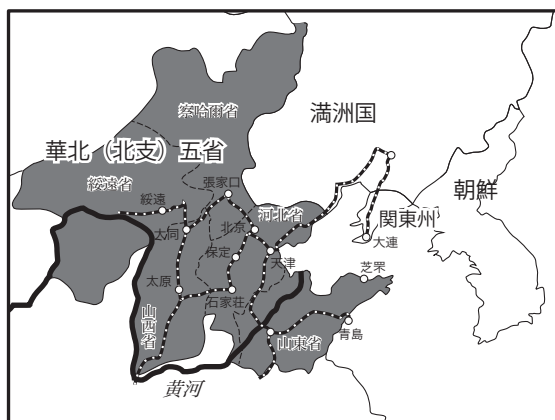 察哈爾省
満洲国
華北（北支）五省
綏遠省
張家口
朝鮮
綏遠
河北省
関東州
大同
北京
大連
保定
天津
芝罘
太原
石家荘
山西省
山東省
青島
黄河